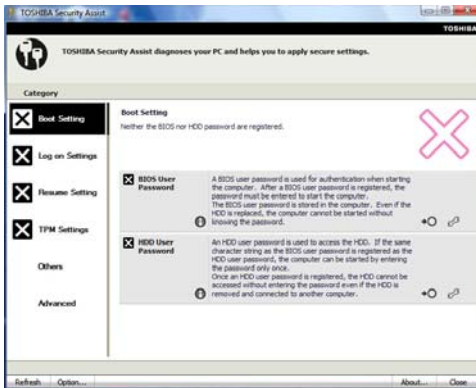 TOSHIBA Security Assist
TOSHIBA
TOSHIBA Security Assist diagnoses your PC and helps you to apply secure settings.
Category
Boot Setting
Log on Settings
Resume Setting
TPM Settings
Others
Advanced
Boot Setting
Neither the BIOS nor HDD password are registered.
BIOS User
Password
A BIOS user password is used for authentication when starting
the computer. After a BIOS user password is registered, the
password must be entered to start the computer.
The BIOS user password is stored in the computer. Even if the
HDD is replaced, the computer cannot be started without
knowing the password.
HDD User
Password
An HDD user password is used to access the HDD. If the same
character string as the BIOS user password is registered as the
HDD user password, the computer can be started by entering
the password only once.
Once an HDD user password is registered, the HDD cannot be
accessed without entering the password even if the HDD is
removed and connected to another computer.
Refresh
Option...
About...
Close